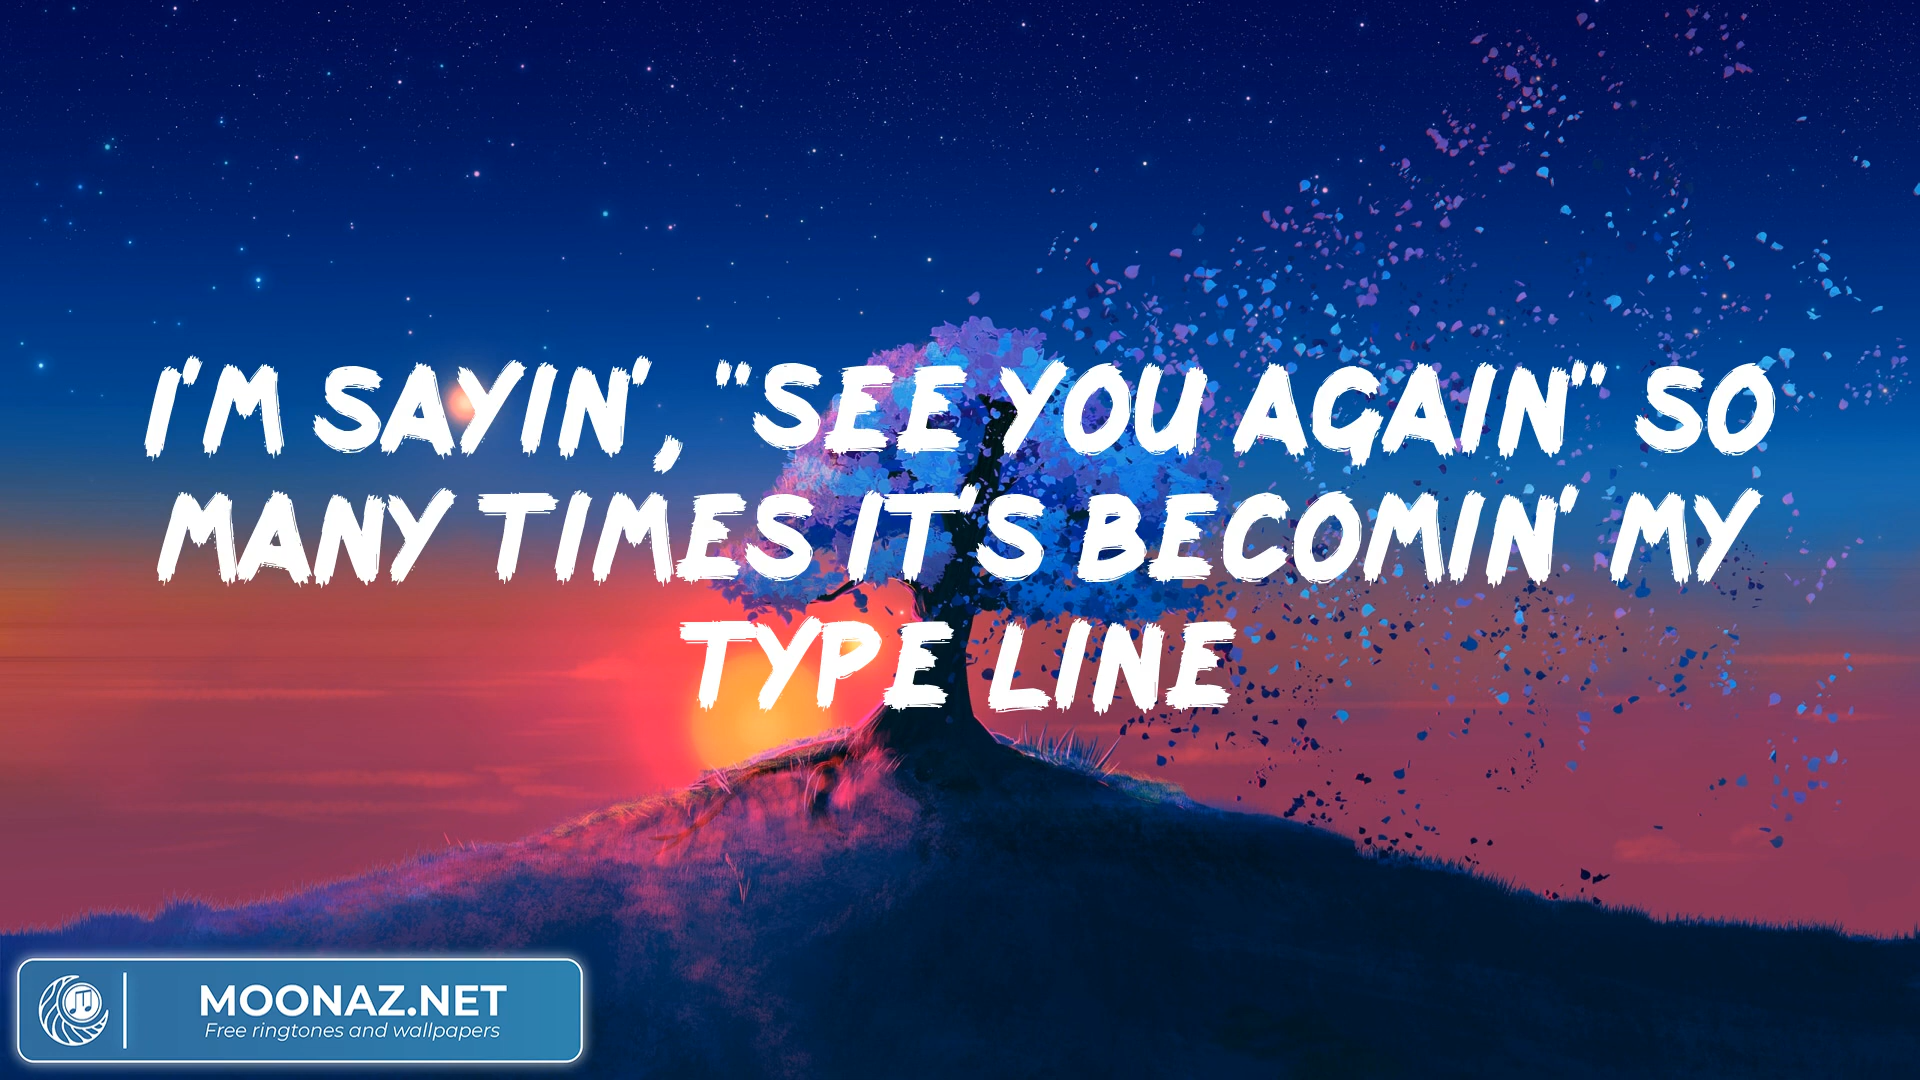 I'M SAYIN', "SEE YOU AGAIN" SO
MANY TIMES IT'S BECOMIN' MY
TYPE LINE
MOONAZ.NET
Free ringtones and wallpapers